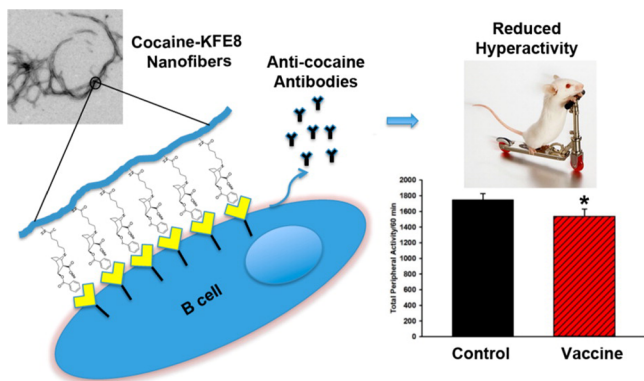 Cocaine-KFE8
Nanofibers
Anti-cocaine
Antibodies
B cell
Reduced
Hyperactivity
Total Peripheral Activity/60 min
1800
1600
1400
1200
1000
800
600
400
200
0
*
Control
Vaccine